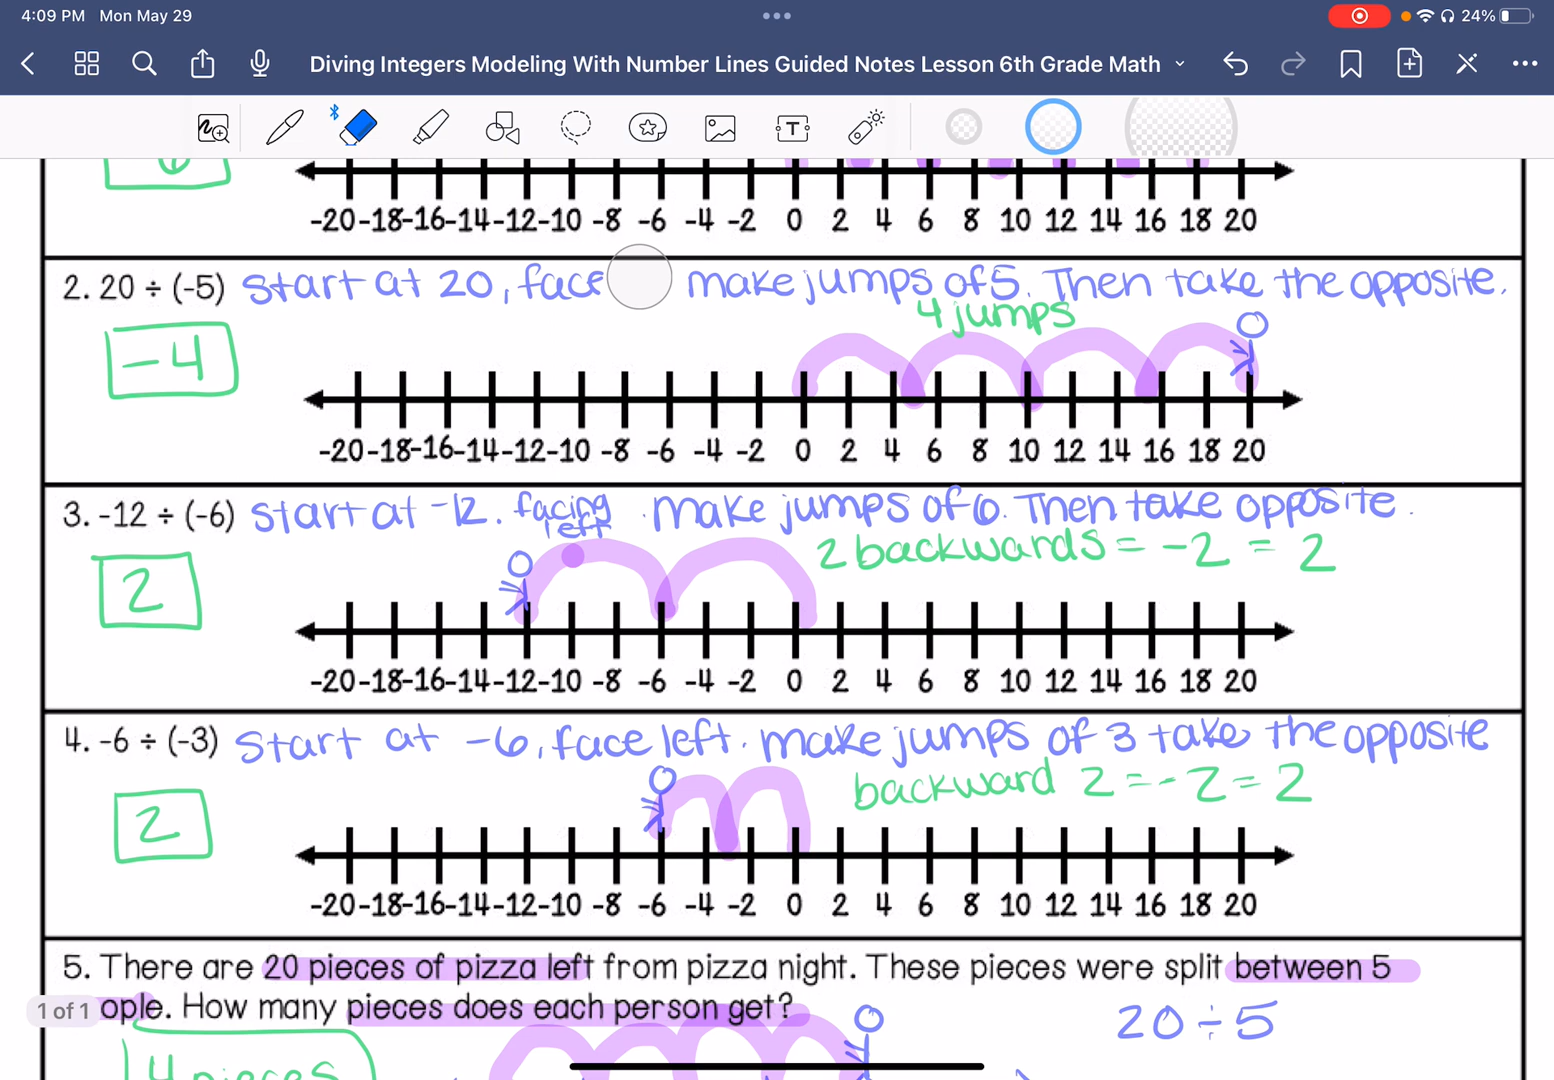 4:09 PM Mon May 29
24%
Diving Integers Modeling With Number Lines Guided Notes Lesson 6th Grade Math
-20 -18 -16 -14 -12 -10 -8 -6 -4 -2 0 2 4 6 8 10 12 14 16 18 20
2. 20 ÷ (-5) start at 20, face make jumps of 5. Then take the opposite.
4 jumps
-4
-20 -18 -16 -14 -12 -10 -8 -6 -4 -2 0 2 4 6 8 10 12 14 16 18 20
3. -12 ÷ (-6) start at -12. facing left. make jumps of 6. Then take opposite.
2 backwards = -2 = 2
2
-20 -18 -16 -14 -12 -10 -8 -6 -4 -2 0 2 4 6 8 10 12 14 16 18 20
4. -6 ÷ (-3) start at -6, face left. make jumps of 3 take the opposite
backward 2 = -2 = 2
2
-20 -18 -16 -14 -12 -10 -8 -6 -4 -2 0 2 4 6 8 10 12 14 16 18 20
5. There are 20 pieces of pizza left from pizza night. These pieces were split between 5
ople. How many pieces does each person get?
1 of 1
20 ÷ 5
4 pieces